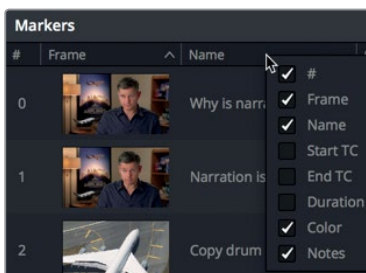 Markers
# Frame Name
#
0 Why is narra Frame
Name
Start TC
1 Narration is End TC
Duration
Color
2 Copy drum Notes